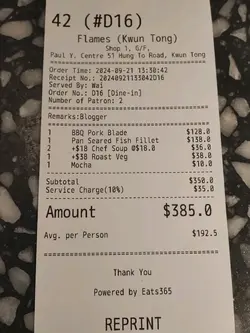 42 (#D16)
Flames (Kwun Tong)
Shop 1, G/F,
Paul Y. Centre 51 Hung To Road, Kwun Tong
Order Time: 2024-09-21 13:30:42
Receipt No.: 20240921133042D16
Served By: Wai
Order No.: D16 [Dine-in]
Number of Patron: 2
Remarks:Blogger
1 BBQ Pork Blade $128.0
1 Pan Seared Fish Fillet $138.0
2 +$18 Chef Soup @$18.0 $36.0
1 +$38 Roast Veg $38.0
1 Mocha $10.0
Subtotal $350.0
Service Charge(10%) $35.0
Amount $385.0
Avg. per Person $192.5
Thank You
Powered by Eats365
REPRINT